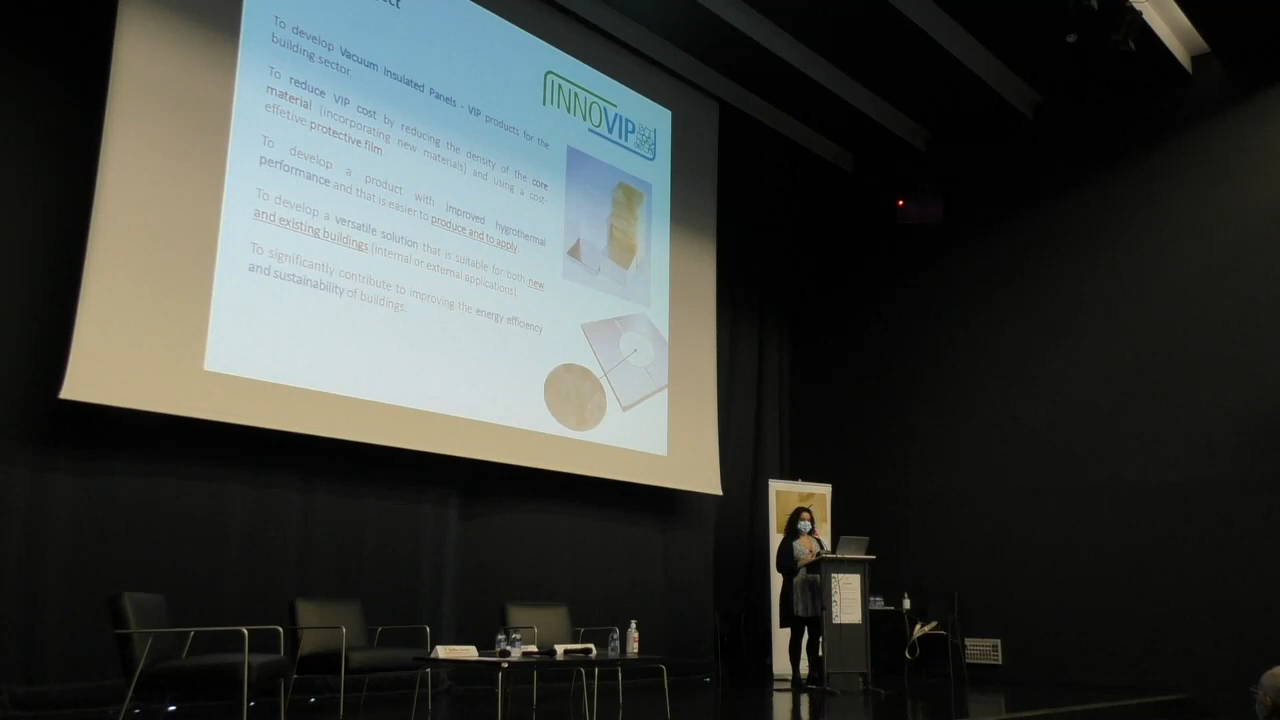 To develop Vacuum Insulated Panels - VIP products for the
building sector.
To reduce VIP cost by reducing the density of the core
material (incorporating new materials) and using a cost-
effetive protective film.
To develop a product with improved hygrothermal
performance and that is easier to produce and to apply.
To develop a versatile solution that is suitable for both new
and existing buildings (internal or external applications).
To significantly contribute to improving the energy efficiency
and sustainability of buildings.
INNOVIP